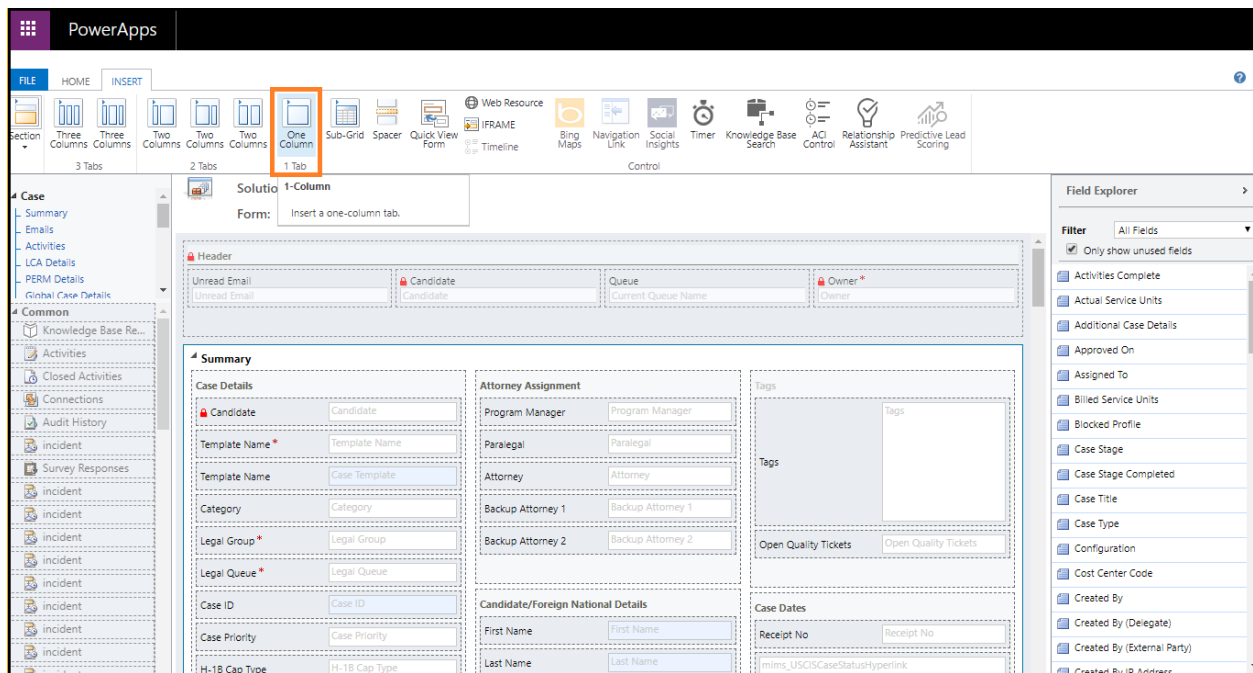 PowerApps
FILE
HOME
INSERT
Section
Three Columns
Three Columns
3 Tabs
Two Columns
Two Columns
Two Columns
2 Tabs
One Column
1 Tab
Sub-Grid
Spacer
Quick View Form
Web Resource
IFRAME
Timeline
Bing Maps
Navigation Link
Social Insights
Timer
Knowledge Base Search
ACI Control
Relationship Assistant
Predictive Lead Scoring
Control
1-Column
Insert a one-column tab.
Solutio
Form:
Case
Summary
Emails
Activities
LCA Details
PERM Details
Global Case Details
Common
Knowledge Base Re...
Activities
Closed Activities
Connections
Audit History
incident
Survey Responses
incident
incident
incident
incident
incident
incident
incident
incident
Header
Unread Email
Unread Email
Candidate
Candidate
Queue
Current Queue Name
Owner *
Owner
Summary
Case Details
Candidate
Candidate
Template Name *
Template Name
Template Name
Case Template
Category
Category
Legal Group *
Legal Group
Legal Queue *
Legal Queue
Case ID
Case ID
Case Priority
Case Priority
H-1B Cap Type
H-1B Cap Type
Attorney Assignment
Program Manager
Program Manager
Paralegal
Paralegal
Attorney
Attorney
Backup Attorney 1
Backup Attorney 1
Backup Attorney 2
Backup Attorney 2
Candidate/Foreign National Details
First Name
First Name
Last Name
Last Name
Tags
Tags
Tags
Open Quality Tickets
Open Quality Tickets
Case Dates
Receipt No
Receipt No
mims_USCISCaseStatusHyperlink
Field Explorer
Filter
All Fields
Only show unused fields
Activities Complete
Actual Service Units
Additional Case Details
Approved On
Assigned To
Billed Service Units
Blocked Profile
Case Stage
Case Stage Completed
Case Title
Case Type
Configuration
Cost Center Code
Created By
Created By (Delegate)
Created By (External Party)
Created By IP Address